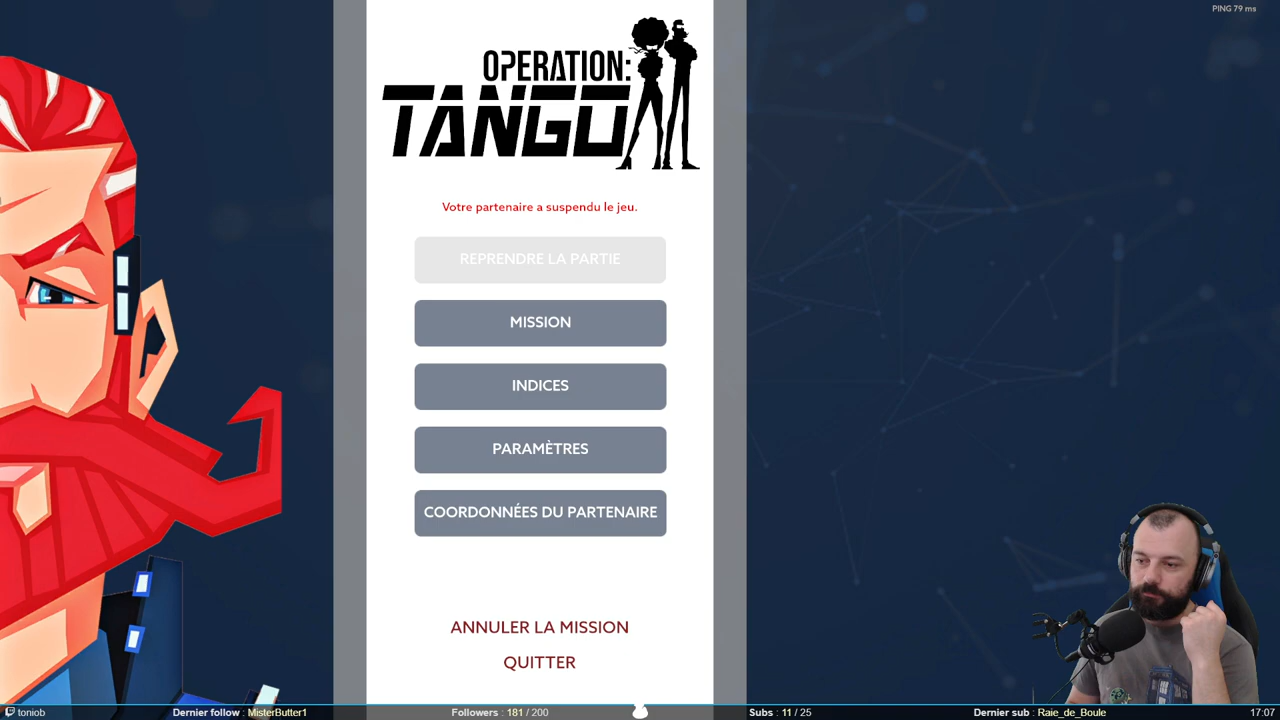 PING 79 ms
OPERATION:
TANGO
Votre partenaire a suspendu le jeu.
REPRENDRE LA PARTIE
MISSION
INDICES
PARAMÈTRES
COORDONNÉES DU PARTENAIRE
ANNULER LA MISSION
QUITTER
toniob Dernier follow : MisterButter1 Followers : 181 / 200 Subs : 11 / 25 Dernier sub : Raie_de_Boule 17:07